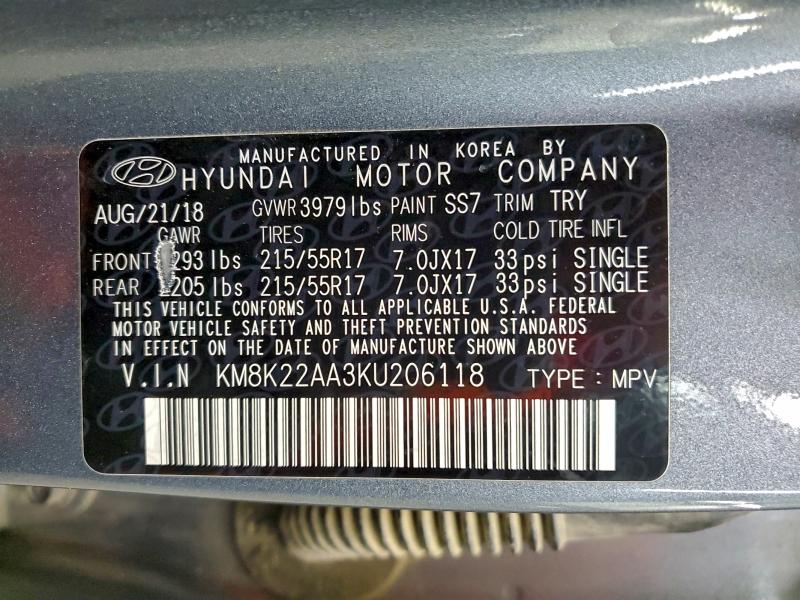 MANUFACTURED IN KOREA BY
HYUNDAI MOTOR COMPANY
AUG/21/18 GVWR 3979lbs PAINT SS7 TRIM TRY
GAWR TIRES RIMS COLD TIRE INFL
FRONT 293 lbs 215/55R17 7.0JX17 33psi SINGLE
REAR 205 lbs 215/55R17 7.0JX17 33psi SINGLE
THIS VEHICLE CONFORMS TO ALL APPLICABLE U.S.A. FEDERAL
MOTOR VEHICLE SAFETY AND THEFT PREVENTION STANDARDS
IN EFFECT ON THE DATE OF MANUFACTURE SHOWN ABOVE
V.I.N KM8K22AA3KU206118 TYPE : MPV